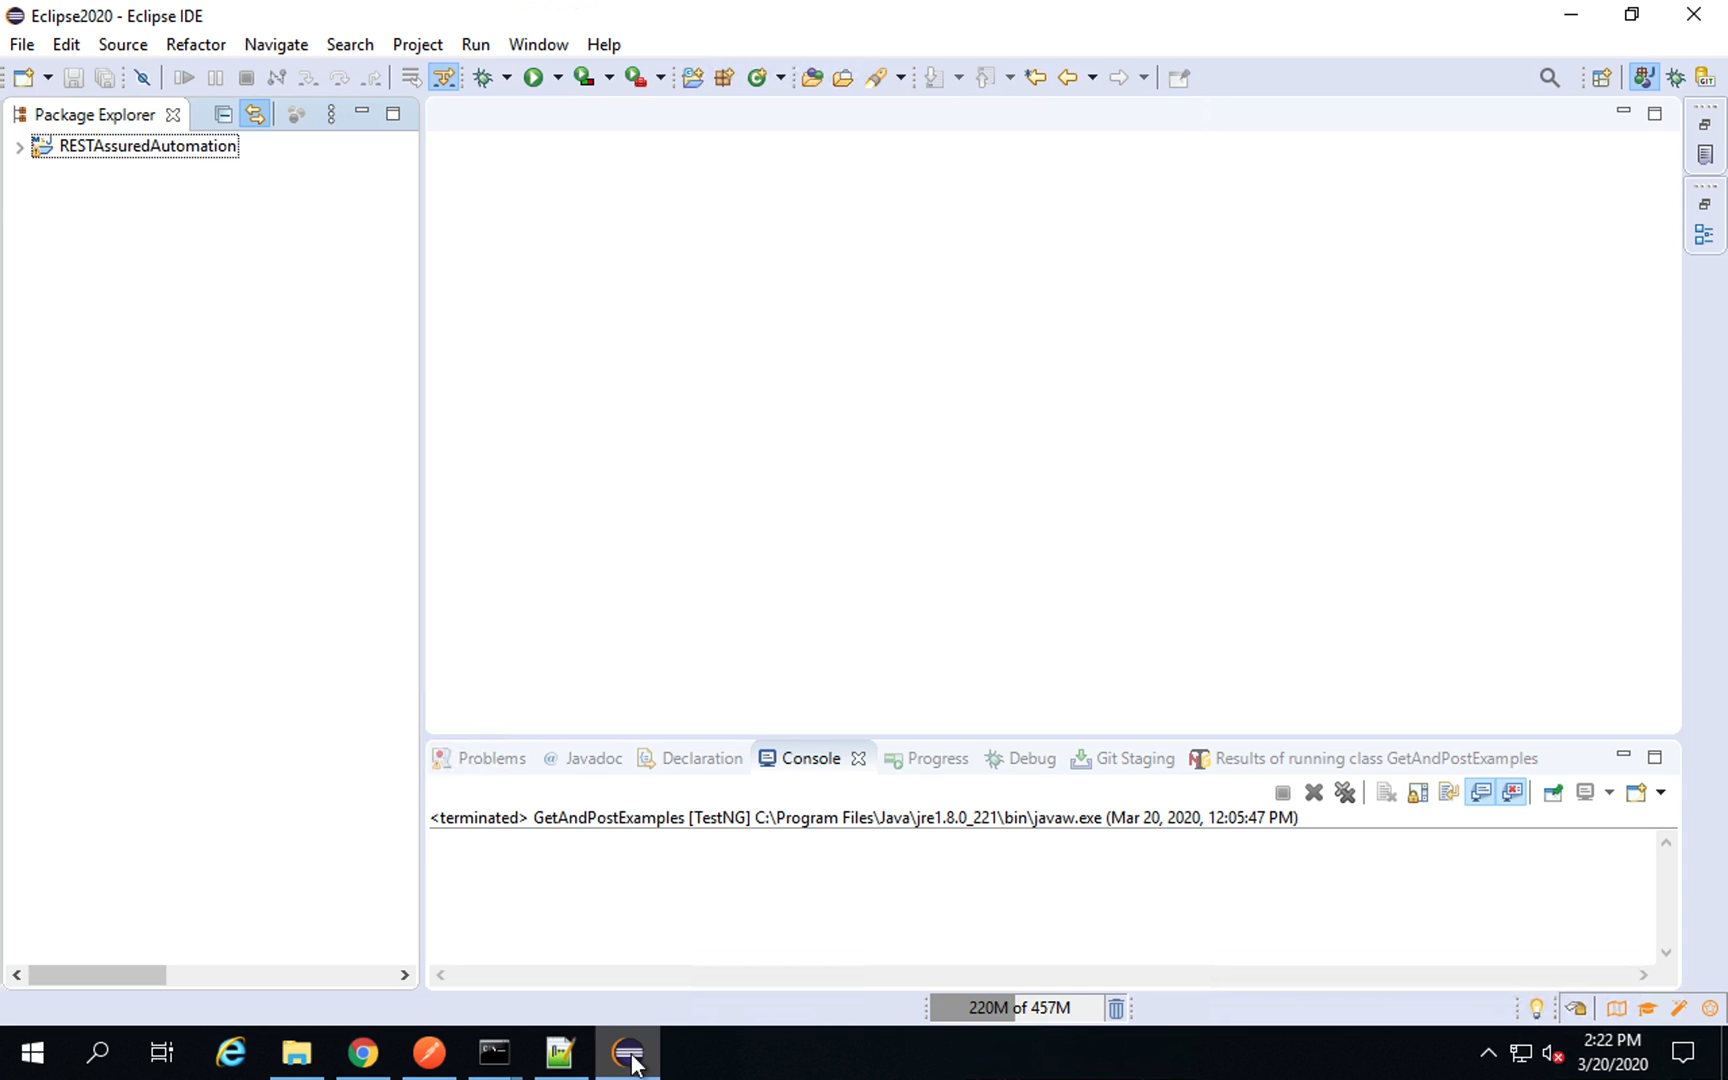 Eclipse2020 - Eclipse IDE
File Edit Source Refactor Navigate Search Project Run Window Help
Package Explorer
RESTAssuredAutomation
Problems @ Javadoc Declaration Console Progress Debug Git Staging Results of running class GetAndPostExamples
<terminated> GetAndPostExamples [TestNG] C:\Program Files\Java\jre1.8.0_221\bin\javaw.exe (Mar 20, 2020, 12:05:47 PM)
220M of 457M
2:22 PM
3/20/2020